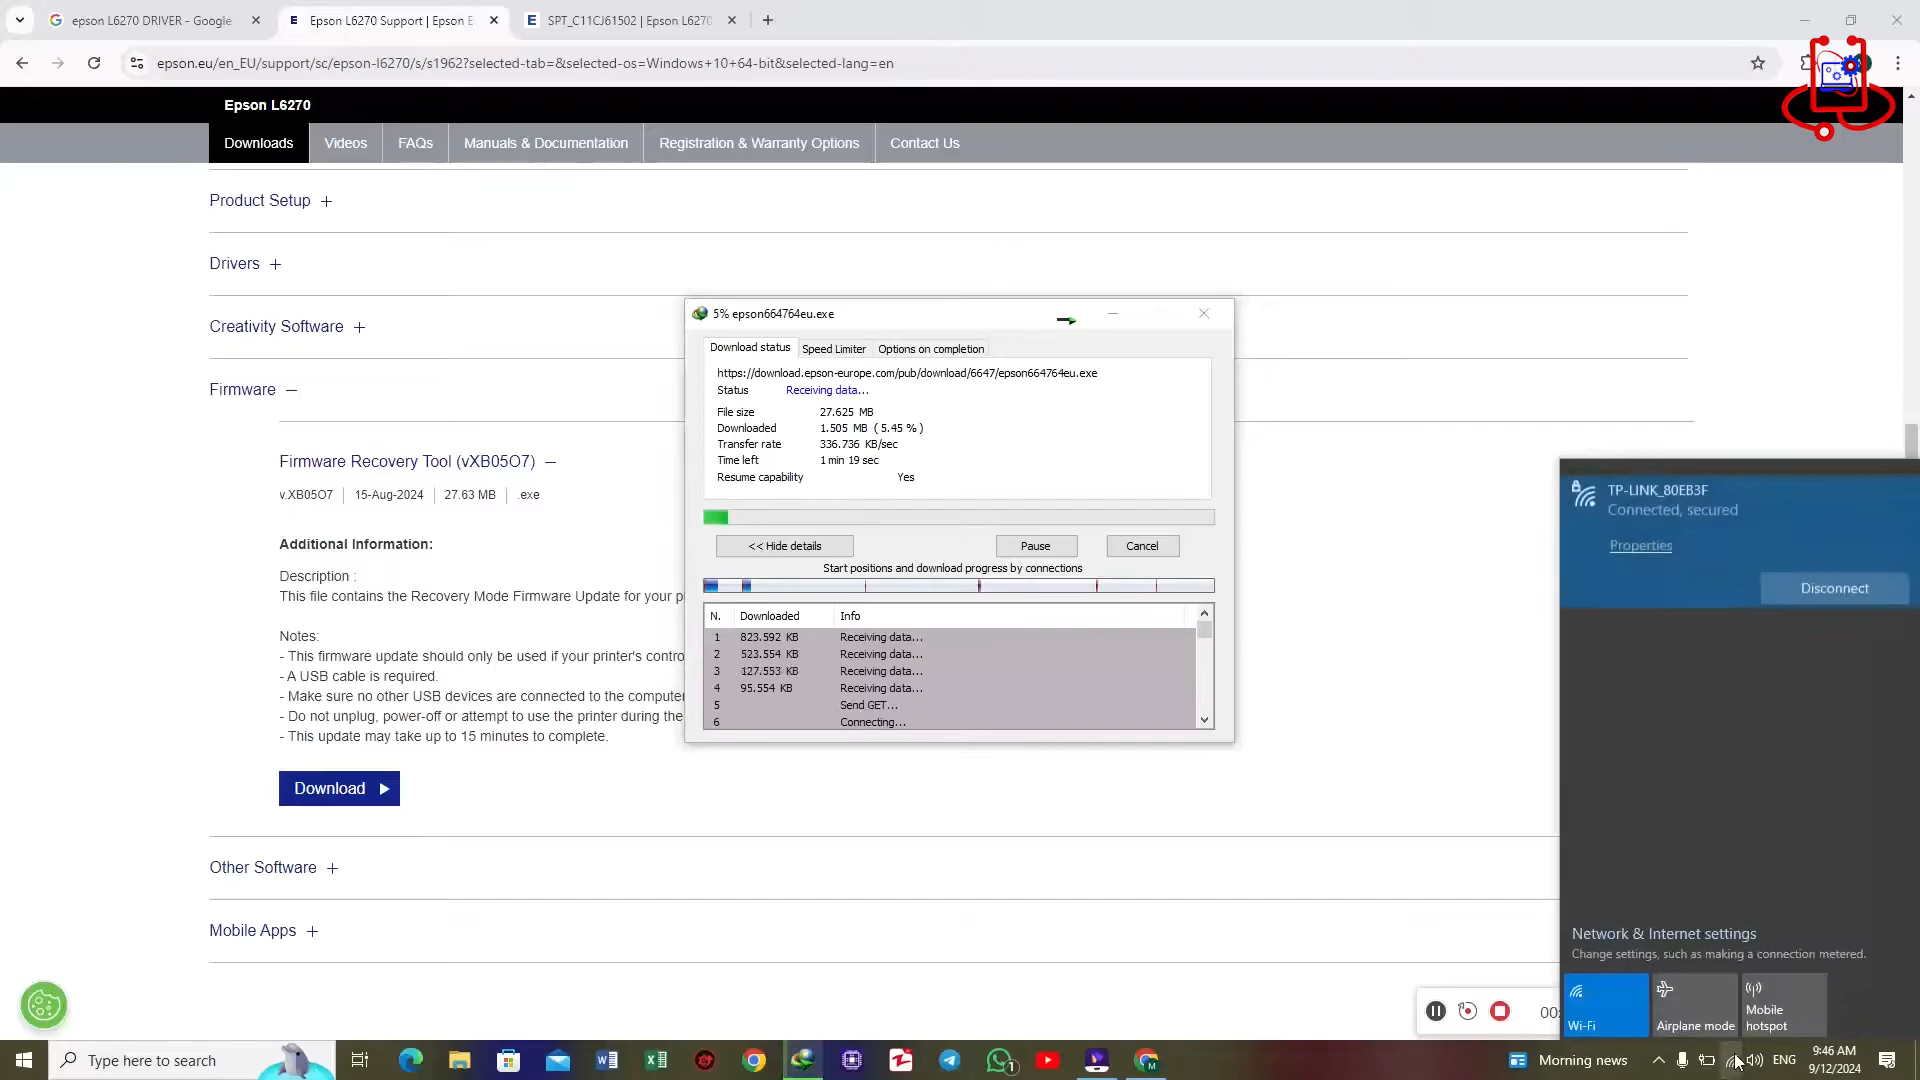 epson L6270 DRIVER - Google
Epson L6270 Support | Epson E
SPT_C11CJ61502 | Epson L6270
epson.eu/en_EU/support/sc/epson-l6270/s/s1962?selected-tab=&selected-os=Windows+10+64-bit&selected-lang=en
Epson L6270
Downloads
Videos
FAQs
Manuals & Documentation
Registration & Warranty Options
Contact Us
Product Setup +
Drivers +
Creativity Software +
Firmware —
Firmware Recovery Tool (vXB05O7) —
v.XB05O7 | 15-Aug-2024 | 27.63 MB | .exe
Additional Information:
Description :
This file contains the Recovery Mode Firmware Update for your
Notes:
- This firmware update should only be used if your printer's
- A USB cable is required.
- Make sure no other USB devices are connected to the computer
- Do not unplug, power-off or attempt to use the printer during the
- This update may take up to 15 minutes to complete.
Download
Other Software +
Mobile Apps +
5% epson664764eu.exe
Download status
Speed Limiter
Options on completion
https://download.epson-europe.com/pub/download/6647/epson664764eu.exe
Status Receiving data...
File size 27.625 MB
Downloaded 1.505 MB ( 5.45 % )
Transfer rate 336.736 KB/sec
Time left 1 min 19 sec
Resume capability Yes
<< Hide details
Pause
Cancel
Start positions and download progress by connections
N. Downloaded Info
1 823.592 KB Receiving data...
2 523.554 KB Receiving data...
3 127.553 KB Receiving data...
4 95.554 KB Receiving data...
5 Send GET...
6 Connecting...
TP-LINK_80EB3F
Connected, secured
Properties
Disconnect
Network & Internet settings
Change settings, such as making a connection metered.
Wi-Fi
Airplane mode
Mobile
hotspot
00:
Type here to search
1
M
Morning news
ENG
9:46 AM
9/12/2024